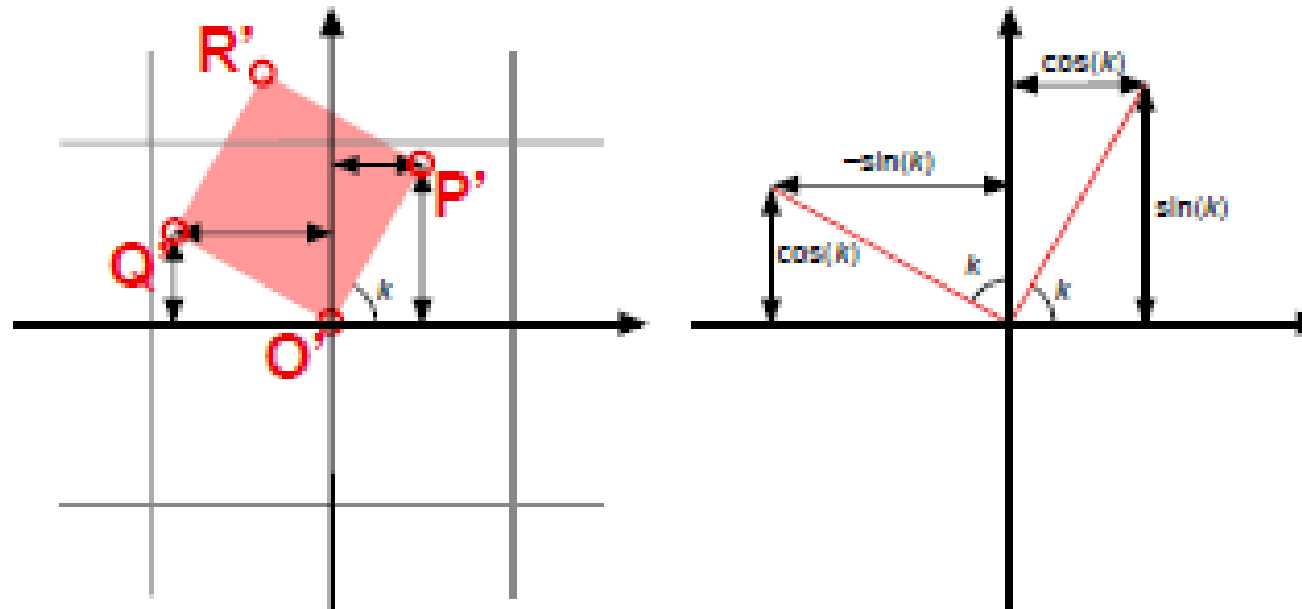 R'
P'
Q'
k
O'
cos(k)
−sin(k)
sin(k)
cos(k)
k
k